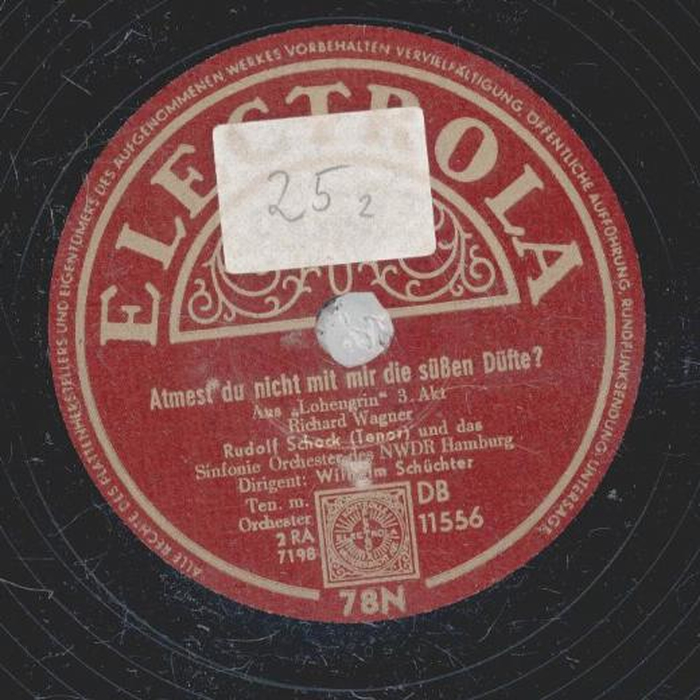 ALLE RECHTE DES PLATTENHERSTELLERS UND EIGENTÜMERS DES AUFGENOMMENEN WERKES VORBEHALTEN VERVIELFÄLTIGUNG, ÖFFENTLICHE AUFFÜHRUNG, RUNDFUNKSENDUNG UNTERSAGT.
ELECTROLA
25 2
Atmest du nicht mit mir die süßen Düfte?
Aus „Lohengrin“ 3. Akt
Richard Wagner
Rudolf Schock (Tenor) und das
Sinfonie Orchester des NWDR Hamburg
Dirigent: Wilhelm Schüchter
Ten. m.
Orchester
2 RA
7198
ELECTROLA
DB
11556
78N